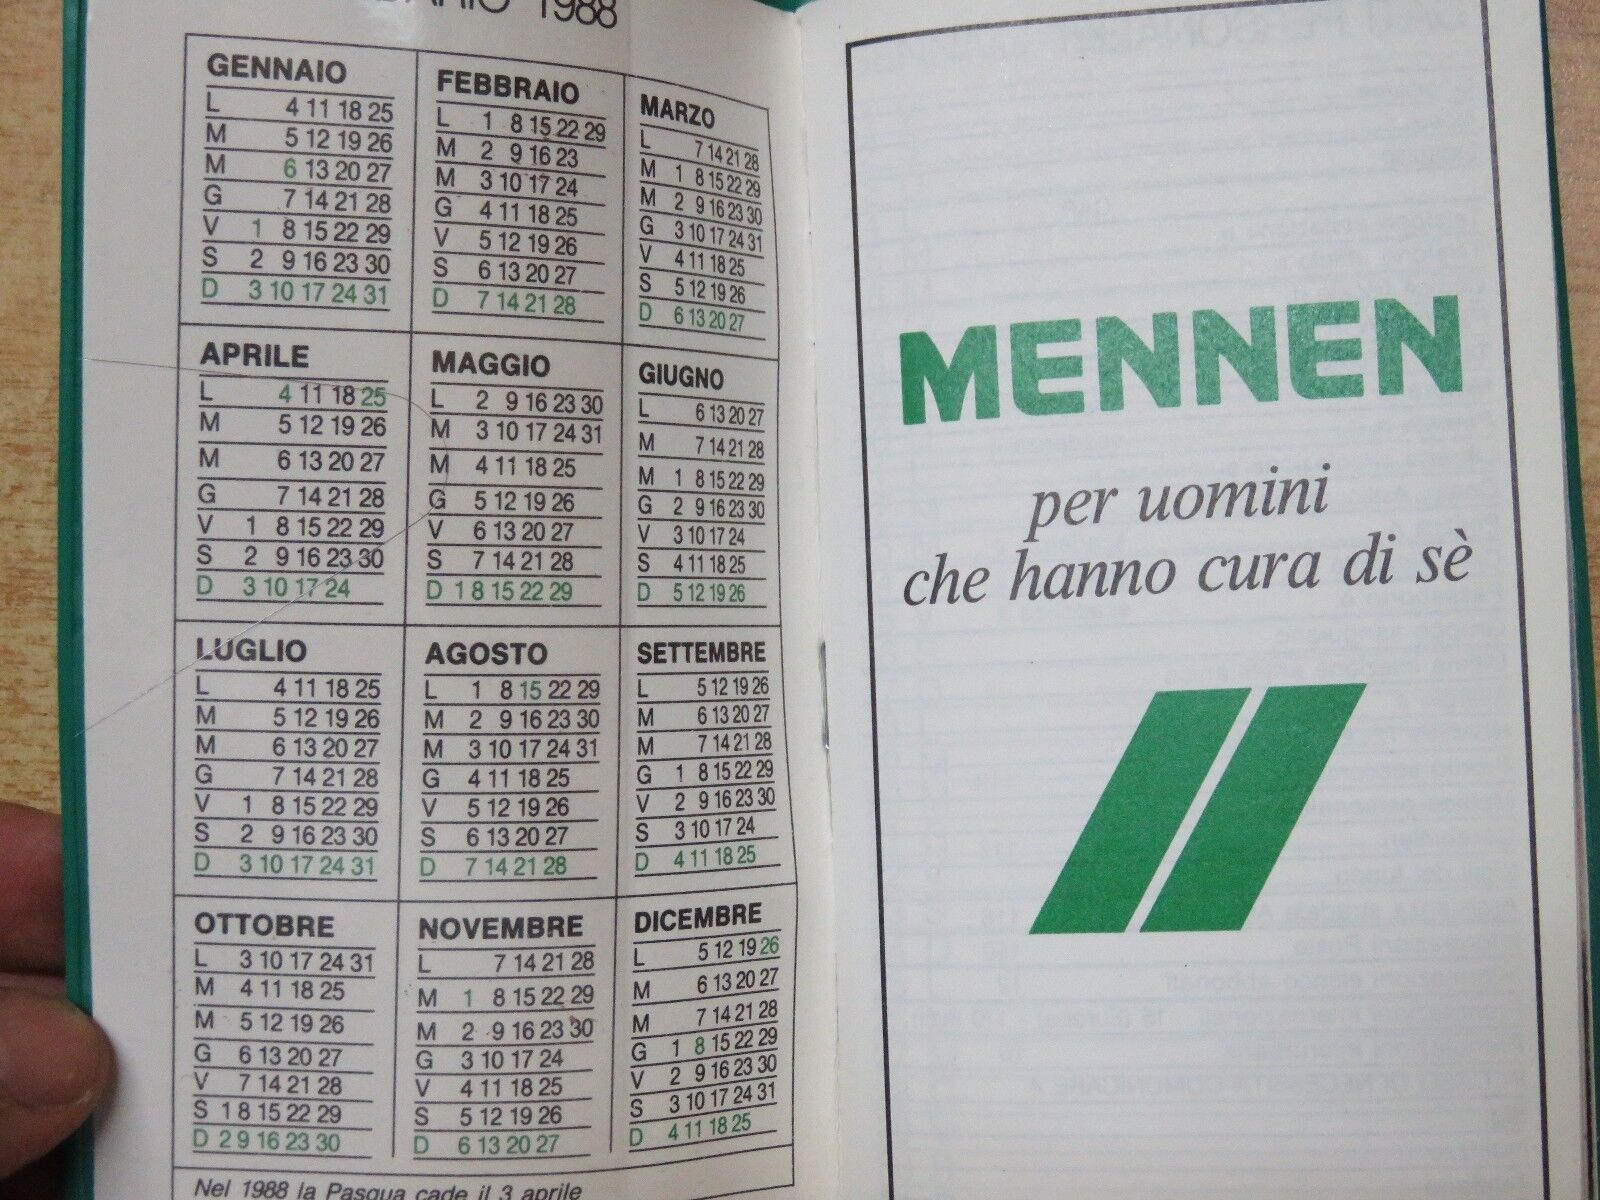 1988
GENNAIO
L 4 11 18 25
M 5 12 19 26
M 6 13 20 27
G 7 14 21 28
V 1 8 15 22 29
S 2 9 16 23 30
D 3 10 17 24 31
FEBBRAIO
L 1 8 15 22 29
M 2 9 16 23
M 3 10 17 24
G 4 11 18 25
V 5 12 19 26
S 6 13 20 27
D 7 14 21 28
MARZO
L 7 14 21 28
M 1 8 15 22 29
M 2 9 16 23 30
G 3 10 17 24 31
V 4 11 18 25
S 5 12 19 26
D 6 13 20 27
APRILE
L 4 11 18 25
M 5 12 19 26
M 6 13 20 27
G 7 14 21 28
V 1 8 15 22 29
S 2 9 16 23 30
D 3 10 17 24
MAGGIO
L 2 9 16 23 30
M 3 10 17 24 31
M 4 11 18 25
G 5 12 19 26
V 6 13 20 27
S 7 14 21 28
D 1 8 15 22 29
GIUGNO
L 6 13 20 27
M 7 14 21 28
M 1 8 15 22 29
G 2 9 16 23 30
V 3 10 17 24
S 4 11 18 25
D 5 12 19 26
LUGLIO
L 4 11 18 25
M 5 12 19 26
M 6 13 20 27
G 7 14 21 28
V 1 8 15 22 29
S 2 9 16 23 30
D 3 10 17 24 31
AGOSTO
L 1 8 15 22 29
M 2 9 16 23 30
M 3 10 17 24 31
G 4 11 18 25
V 5 12 19 26
S 6 13 20 27
D 7 14 21 28
SETTEMBRE
L 5 12 19 26
M 6 13 20 27
M 7 14 21 28
G 1 8 15 22 29
V 2 9 16 23 30
S 3 10 17 24
D 4 11 18 25
OTTOBRE
L 3 10 17 24 31
M 4 11 18 25
M 5 12 19 26
G 6 13 20 27
V 7 14 21 28
S 1 8 15 22 29
D 2 9 16 23 30
NOVEMBRE
L 7 14 21 28
M 1 8 15 22 29
M 2 9 16 23 30
G 3 10 17 24
V 4 11 18 25
S 5 12 19 26
D 6 13 20 27
DICEMBRE
L 5 12 19 26
M 6 13 20 27
M 7 14 21 28
G 1 8 15 22 29
V 2 9 16 23 30
S 3 10 17 24 31
D 4 11 18 25
Nel 1988 la Pasqua cade il 3 aprile
MENNEN
per uomini
che hanno cura di sè